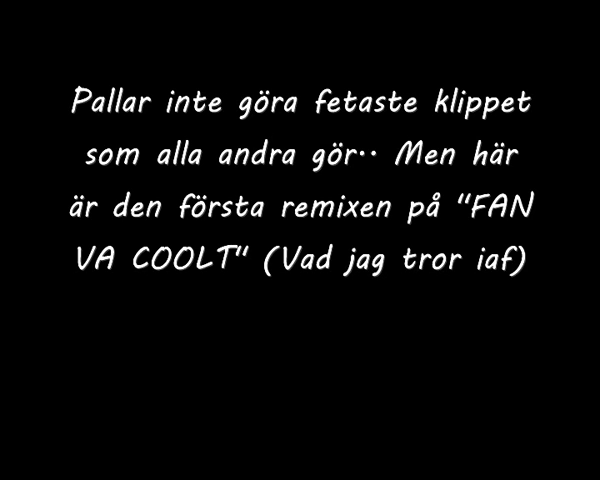 Pallar inte göra fetaste klippet
som alla andra gör.. Men här
är den första remixen på "FAN
VA COOLT" (Vad jag tror iaf)